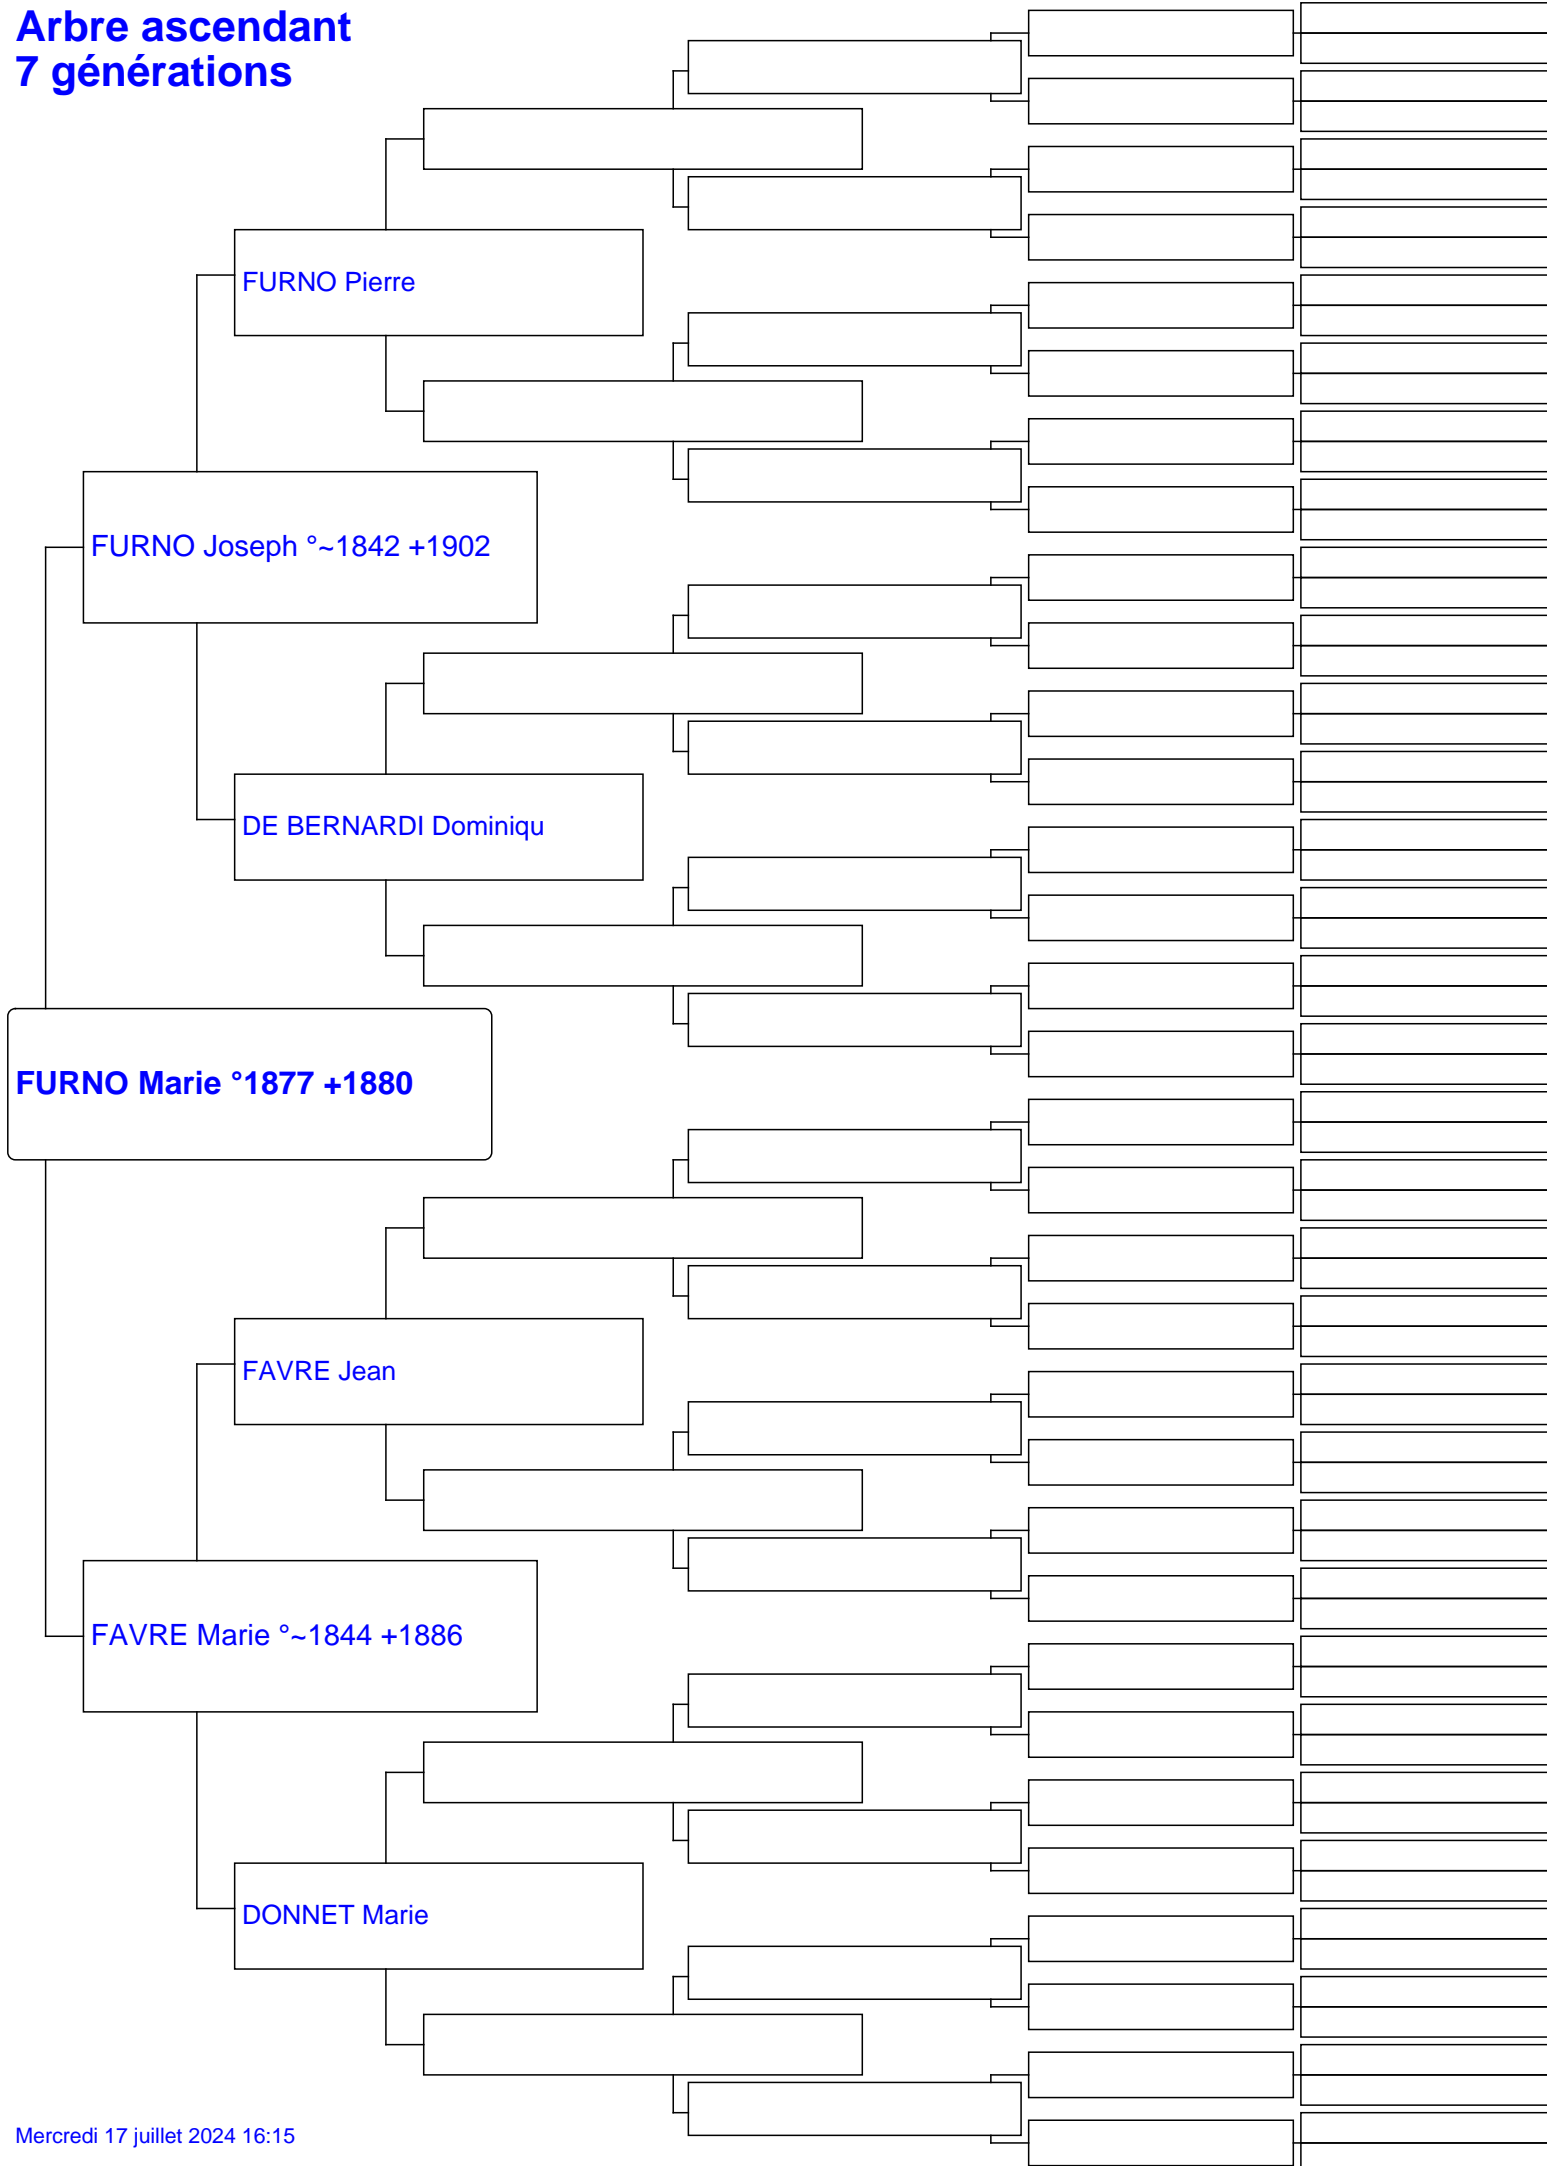 Arbre ascendant
7 générations
FURNO Pierre
FURNO Joseph °~1842 +1902
DE BERNARDI Dominiqu
FURNO Marie °1877 +1880
FAVRE Jean
FAVRE Marie °~1844 +1886
DONNET Marie
Mercredi 17 juillet 2024 16:15